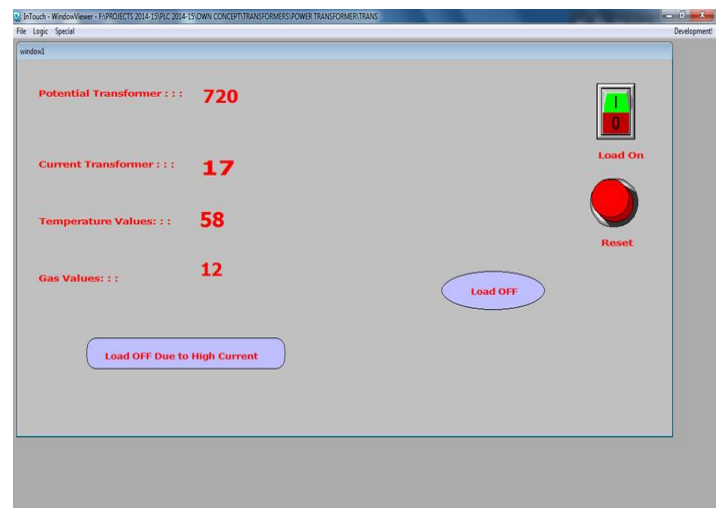 InTouch - WindowViewer - F:\PROJECTS 2014-15\PLC 2014-15\OWN CONCEPT\TRANSFORMERS\POWER TRANSFORMER\TRANS
File Logic Special
Development!
window1
Potential Transformer : : : 720
I
0
Load On
Current Transformer : : : 17
Temperature Values: : : 58
Reset
Gas Values: : : 12
Load OFF
Load OFF Due to High Current